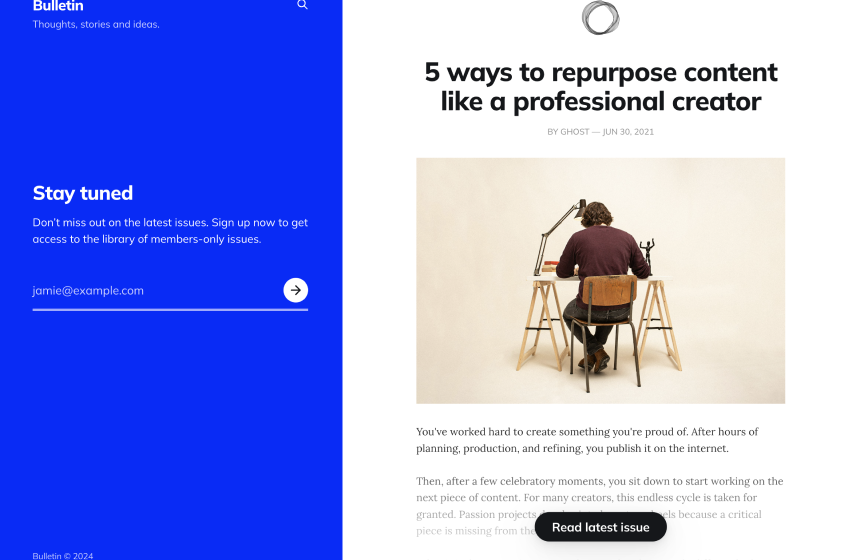 Bulletin
Thoughts, stories and ideas.
Stay tuned
Don't miss out on the latest issues. Sign up now to get
access to the library of members-only issues.
jamie@example.com
Bulletin © 2024
5 ways to repurpose content
like a professional creator
BY GHOST — JUN 30, 2021
You've worked hard to create something you're proud of. After hours of
planning, production, and refining, you publish it on the internet.
Then, after a few celebratory moments, you sit down to start working on the
next piece of content. For many creators, this endless cycle is taken for
granted. Passion projects because a critical
piece is missing from the
Read latest issue